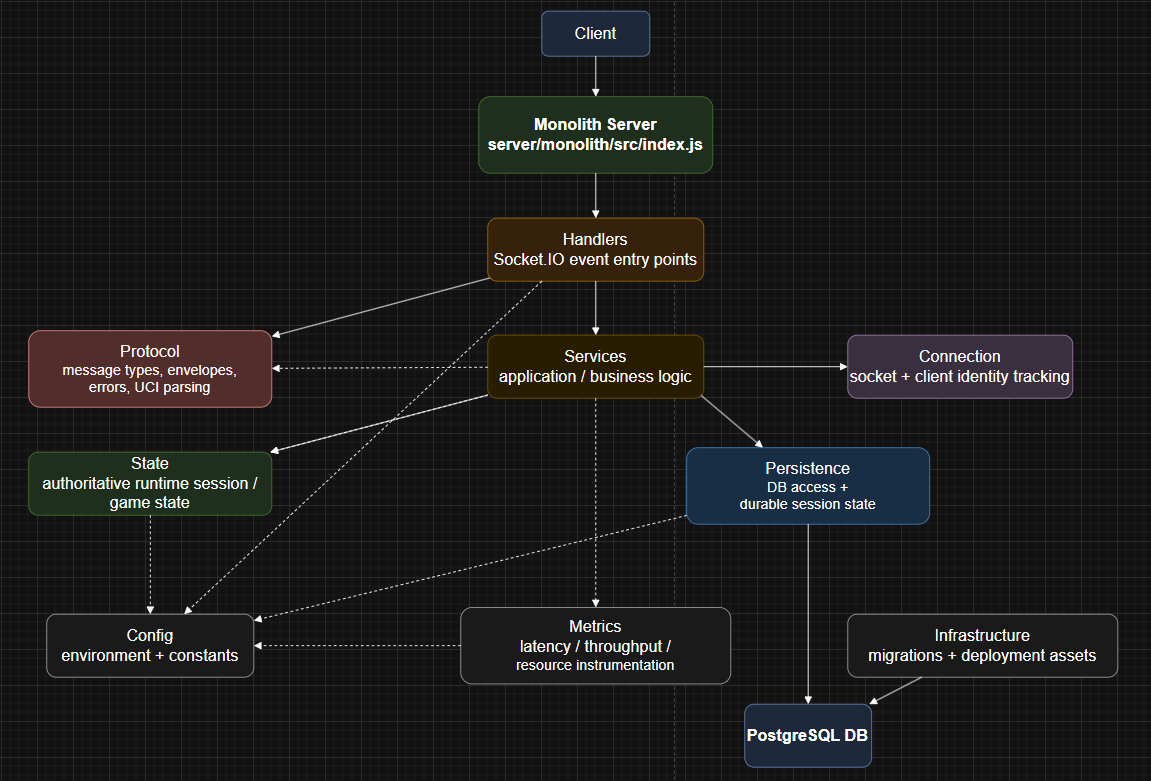 Client
Monolith Server
server/monolith/src/index.js
Handlers
Socket.IO event entry points
Protocol
message types, envelopes,
errors, UCI parsing
Services
application / business logic
Connection
socket + client identity tracking
State
authoritative runtime session /
game state
Persistence
DB access +
durable session state
Config
environment + constants
Metrics
latency / throughput /
resource instrumentation
Infrastructure
migrations + deployment assets
PostgreSQL DB